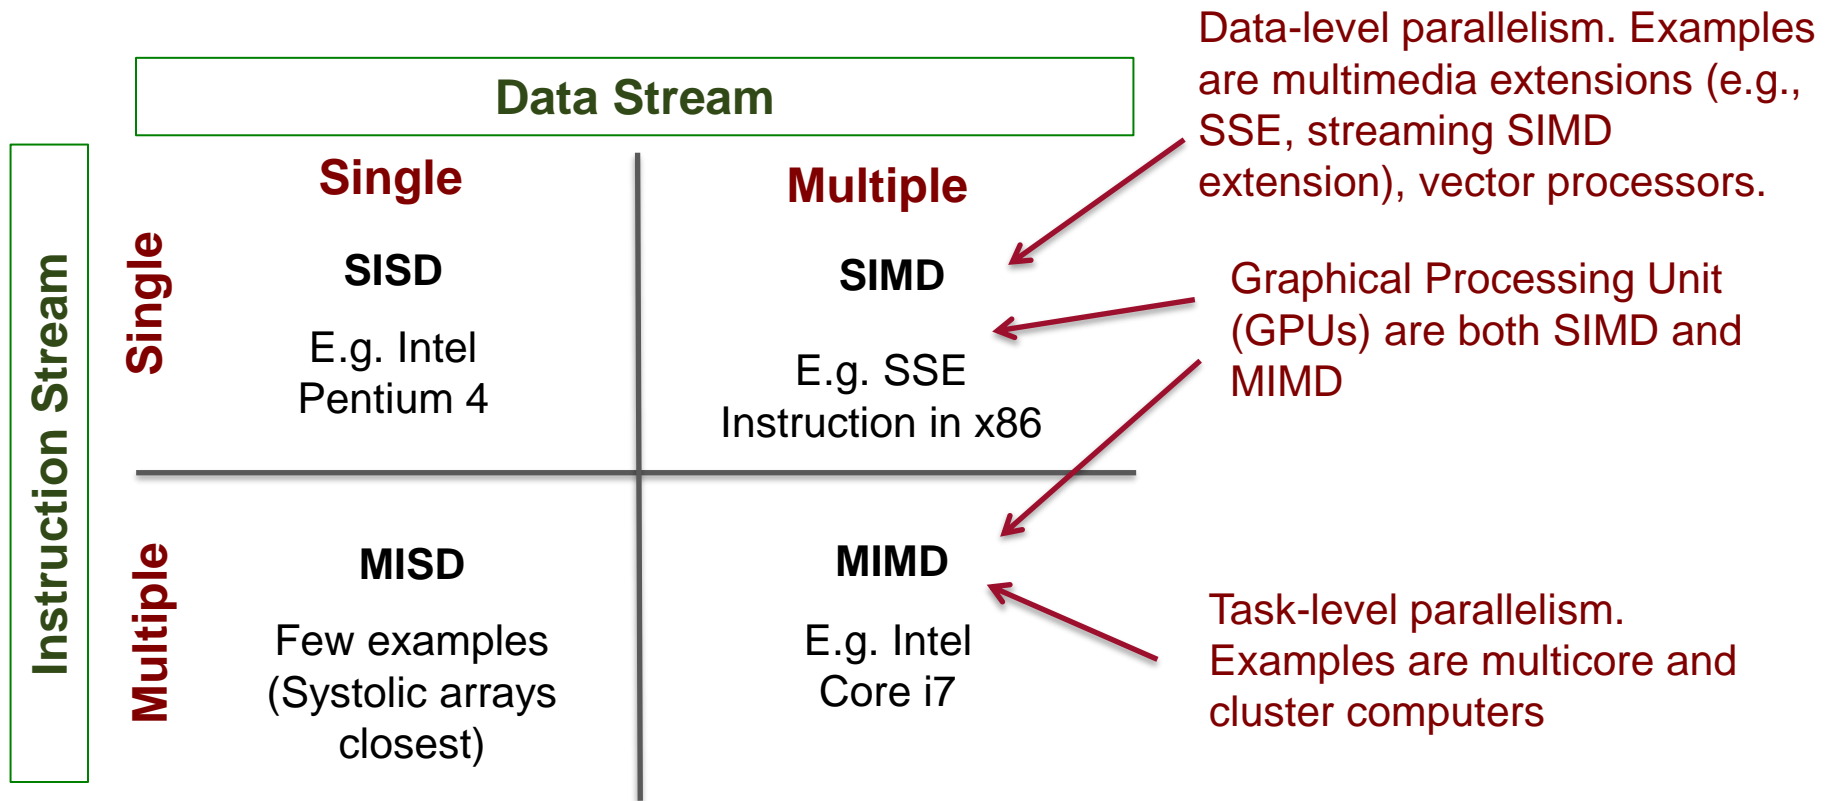 Data Stream
Instruction Stream
Single
Multiple
Single
Multiple
SISD
E.g. Intel
Pentium 4
SIMD
E.g. SSE
Instruction in x86
MISD
Few examples
(Systolic arrays
closest)
MIMD
E.g. Intel
Core i7
Data-level parallelism. Examples
are multimedia extensions (e.g.,
SSE, streaming SIMD
extension), vector processors.
Graphical Processing Unit
(GPUs) are both SIMD and
MIMD
Task-level parallelism.
Examples are multicore and
cluster computers